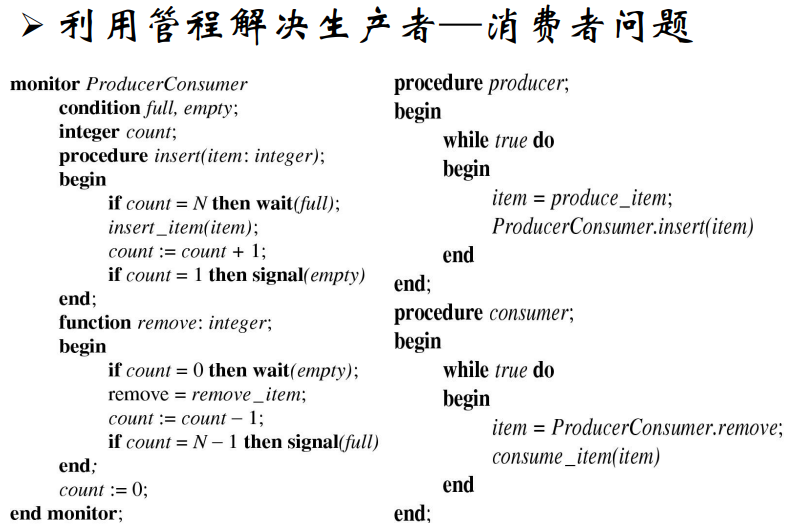 ➢ 利用管程解决生产者—消费者问题
monitor ProducerConsumer
condition full, empty;
integer count;
procedure insert(item: integer);
begin
if count = N then wait(full);
insert_item(item);
count := count + 1;
if count = 1 then signal(empty)
end;
function remove: integer;
begin
if count = 0 then wait(empty);
remove = remove_item;
count := count – 1;
if count = N – 1 then signal(full)
end;
count := 0;
end monitor;
procedure producer;
begin
while true do
begin
item = produce_item;
ProducerConsumer.insert(item)
end
end;
procedure consumer;
begin
while true do
begin
item = ProducerConsumer.remove;
consume_item(item)
end
end;